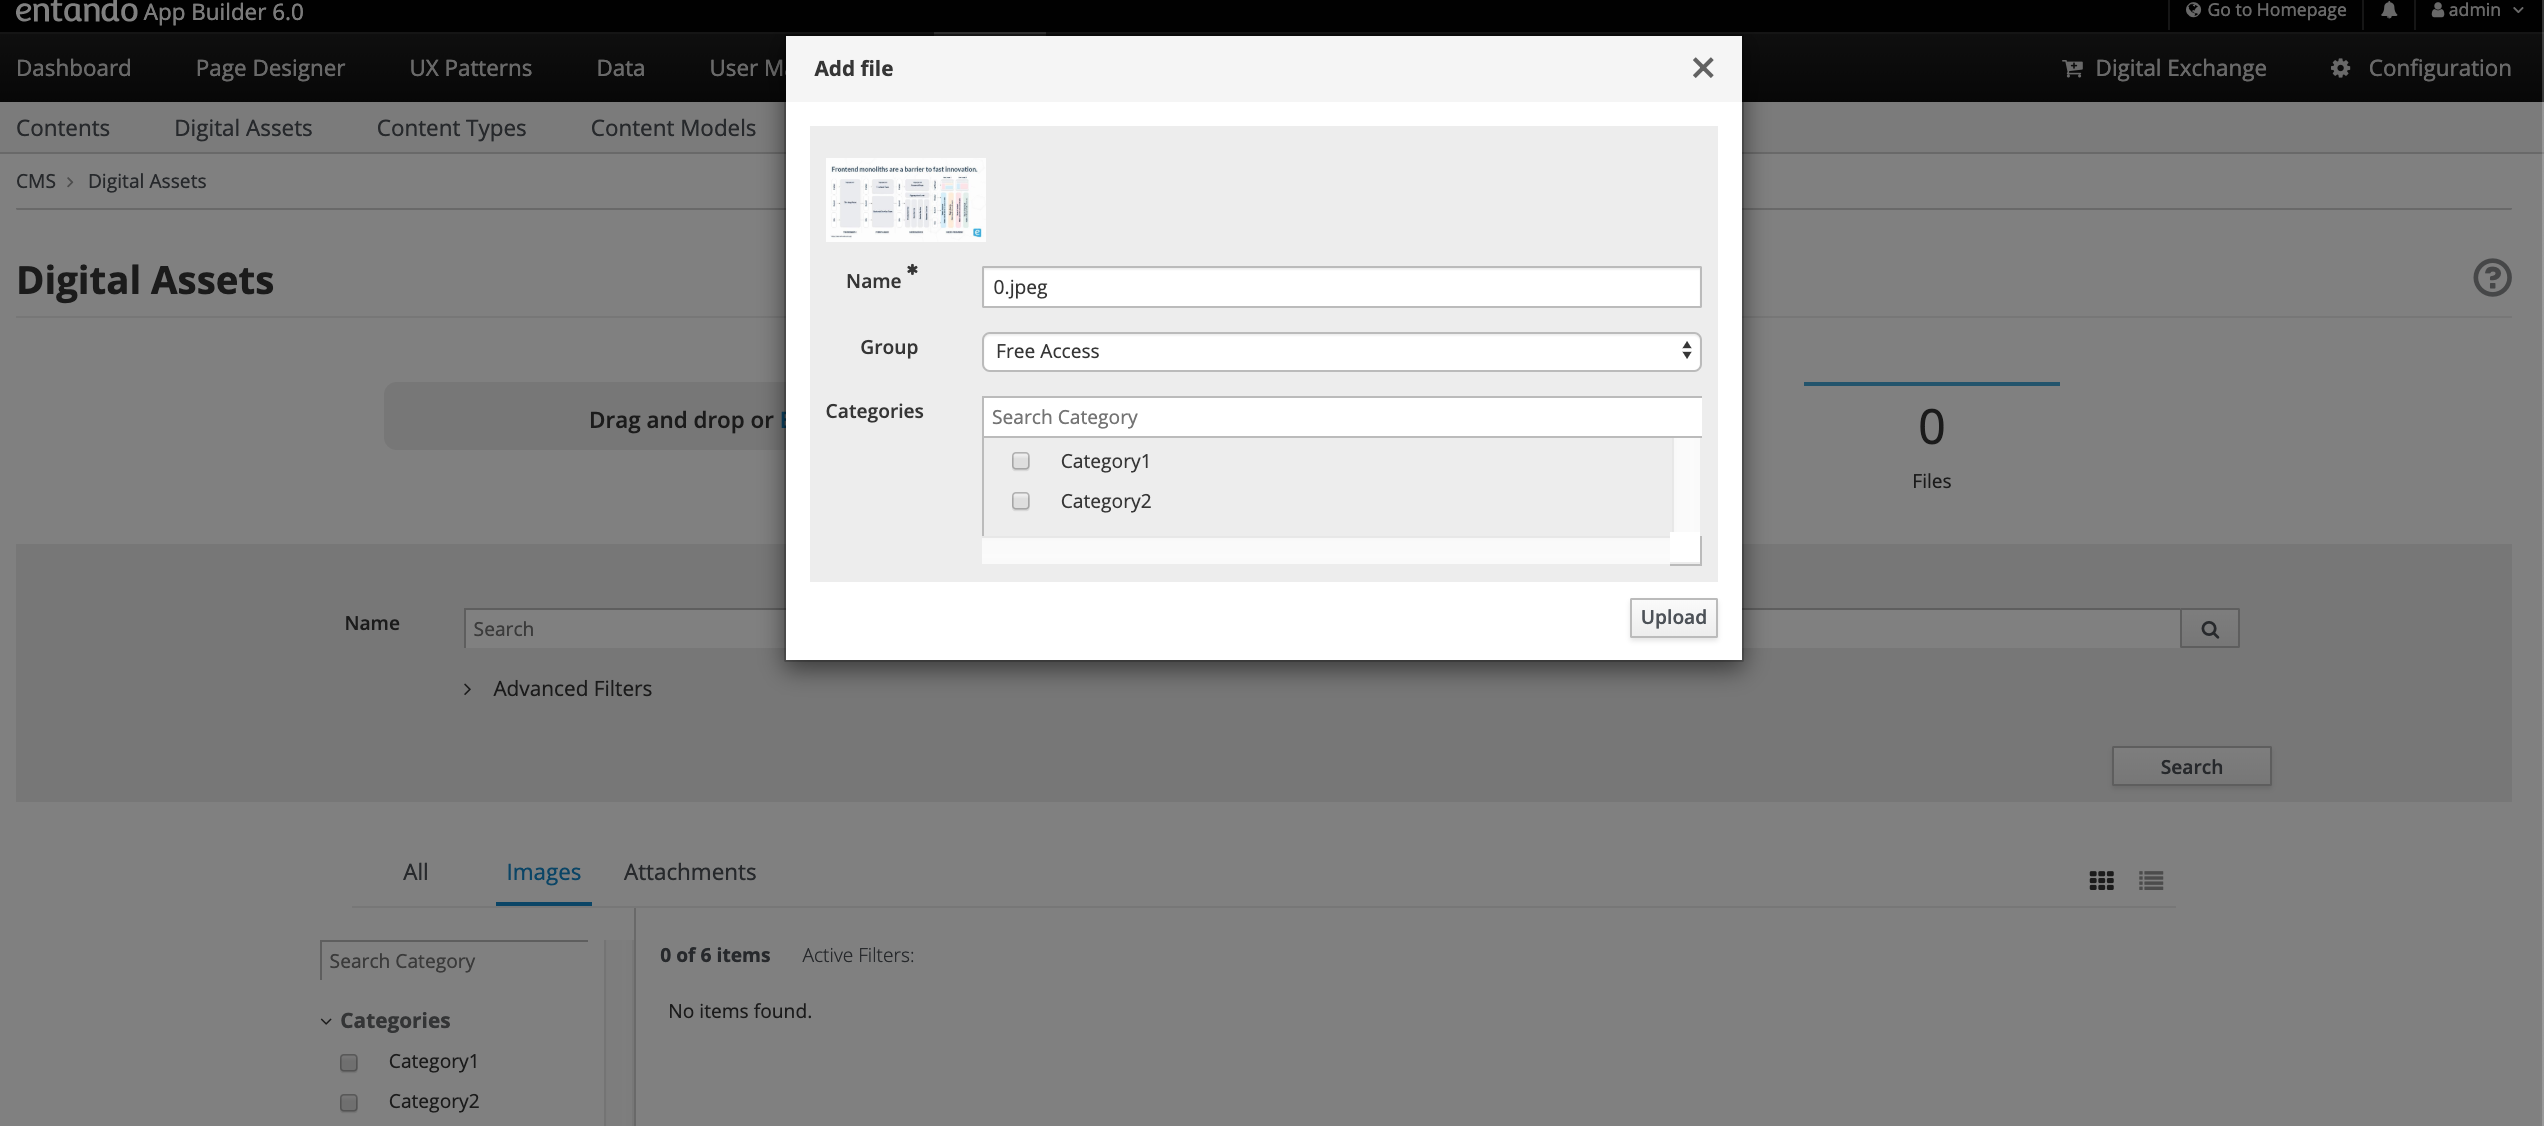 entando App Builder 6.0
Go to Homepage
admin
Dashboard
Page Designer
UX Patterns
Data
User M
Digital Exchange
Configuration
Contents
Digital Assets
Content Types
Content Models
CMS > Digital Assets
Digital Assets
Drag and drop or
0
Files
Name
Search
Advanced Filters
Search
All
Images
Attachments
Search Category
Categories
Category1
Category2
0 of 6 items
Active Filters:
No items found.
Add file
Frontend monoliths are a barrier to fast innovation.
Name *
0.jpeg
Group
Free Access
Categories
Search Category
Category1
Category2
Upload